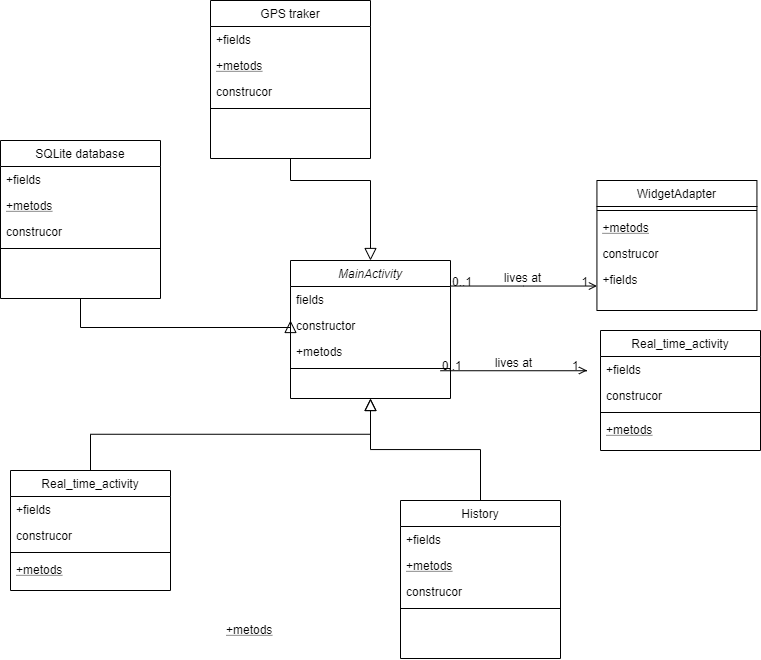 GPS traker
+fields
+metods
construcor
SQLite database
+fields
+metods
construcor
WidgetAdapter
+metods
construcor
+fields
MainActivity
fields
constructor
+metods
0..1
lives at
1
0..1
lives at
1
Real_time_activity
+fields
construcor
+metods
Real_time_activity
+fields
construcor
+metods
History
+fields
+metods
construcor
+metods